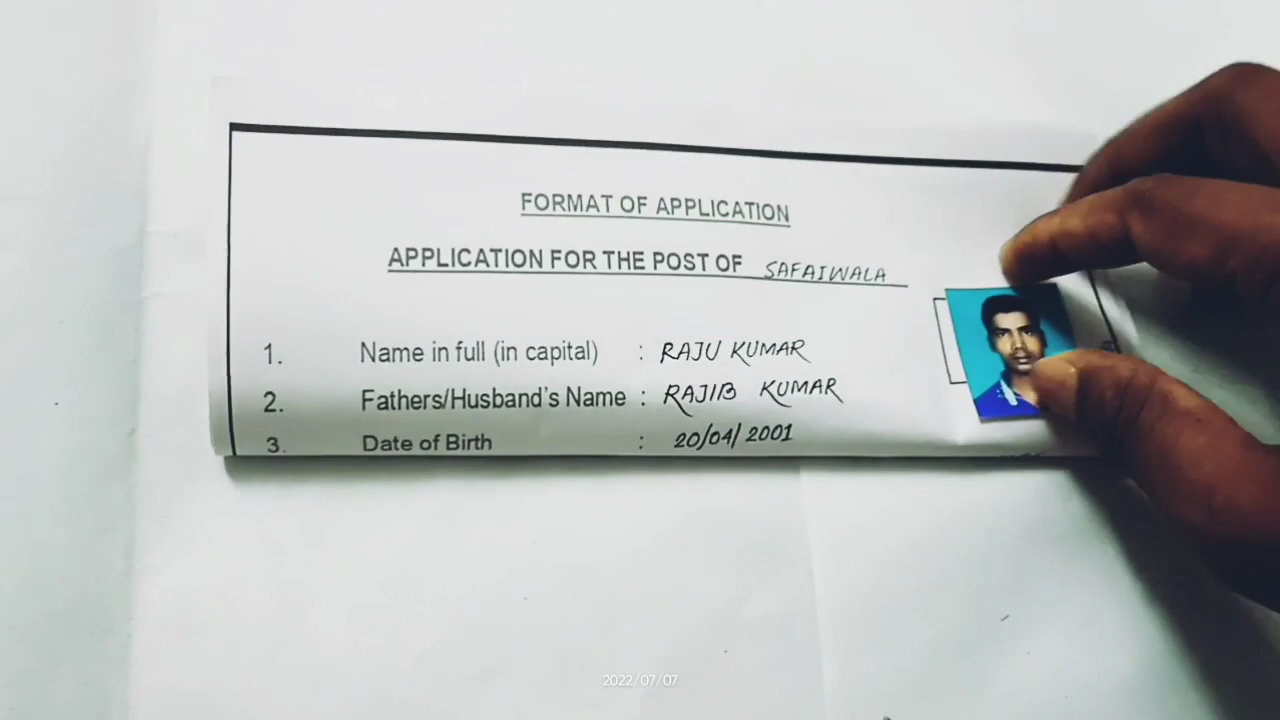 FORMAT OF APPLICATION
APPLICATION FOR THE POST OF SAFAIWALA
1. Name in full (in capital) : RAJU KUMAR
2. Fathers/Husband's Name : RAJIB KUMAR
3. Date of Birth : 20/04/2001
2022/07/07